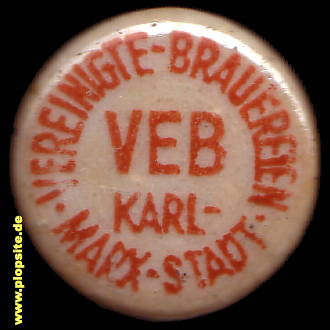 VEREINIGTE-BRAUEREIEN
VEB
KARL-
MARX-STADT
www.plopsite.de